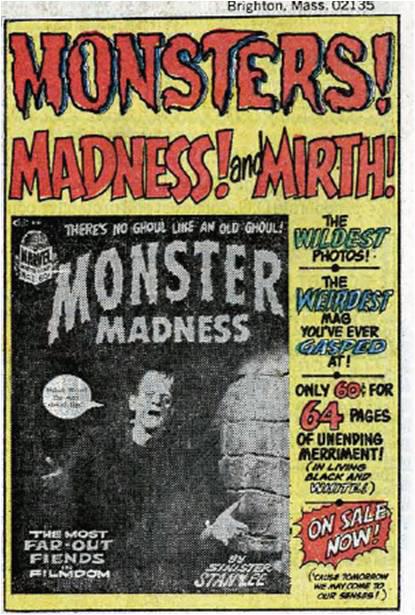 Brighton, Mass. 02135
MONSTERS!
MADNESS! and MIRTH!
THERE'S NO GHOUL LIKE AN OLD GHOUL!
MARVEL
MONSTER
MADNESS
THE MOST
FAR-OUT
FIENDS
IN
FILMDOM
BY
SINISTER
STAN LEE
THE
WILDEST
PHOTOS!
THE
WEIRDEST
MAG
YOU'VE EVER
GASPED
AT!
ONLY 60¢ FOR
64 PAGES
OF UNENDING
MERRIMENT!
(IN LIVING
BLACK AND
WHITE!)
ON SALE
NOW!
('CAUSE TOMORROW
WE MAY COME TO
OUR SENSES!)